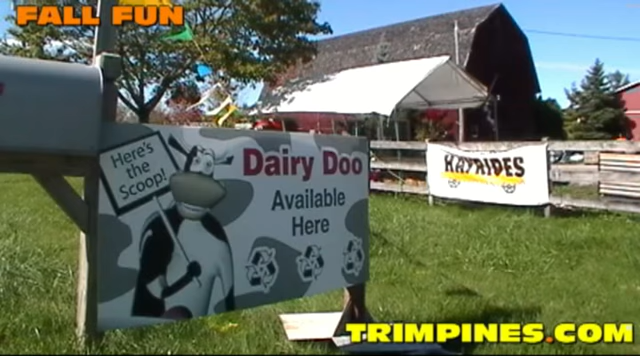 FALL FUN
Here's
the
Scoop!
Dairy Doo
Available
Here
HAYRIDES
TRIMPINES.COM